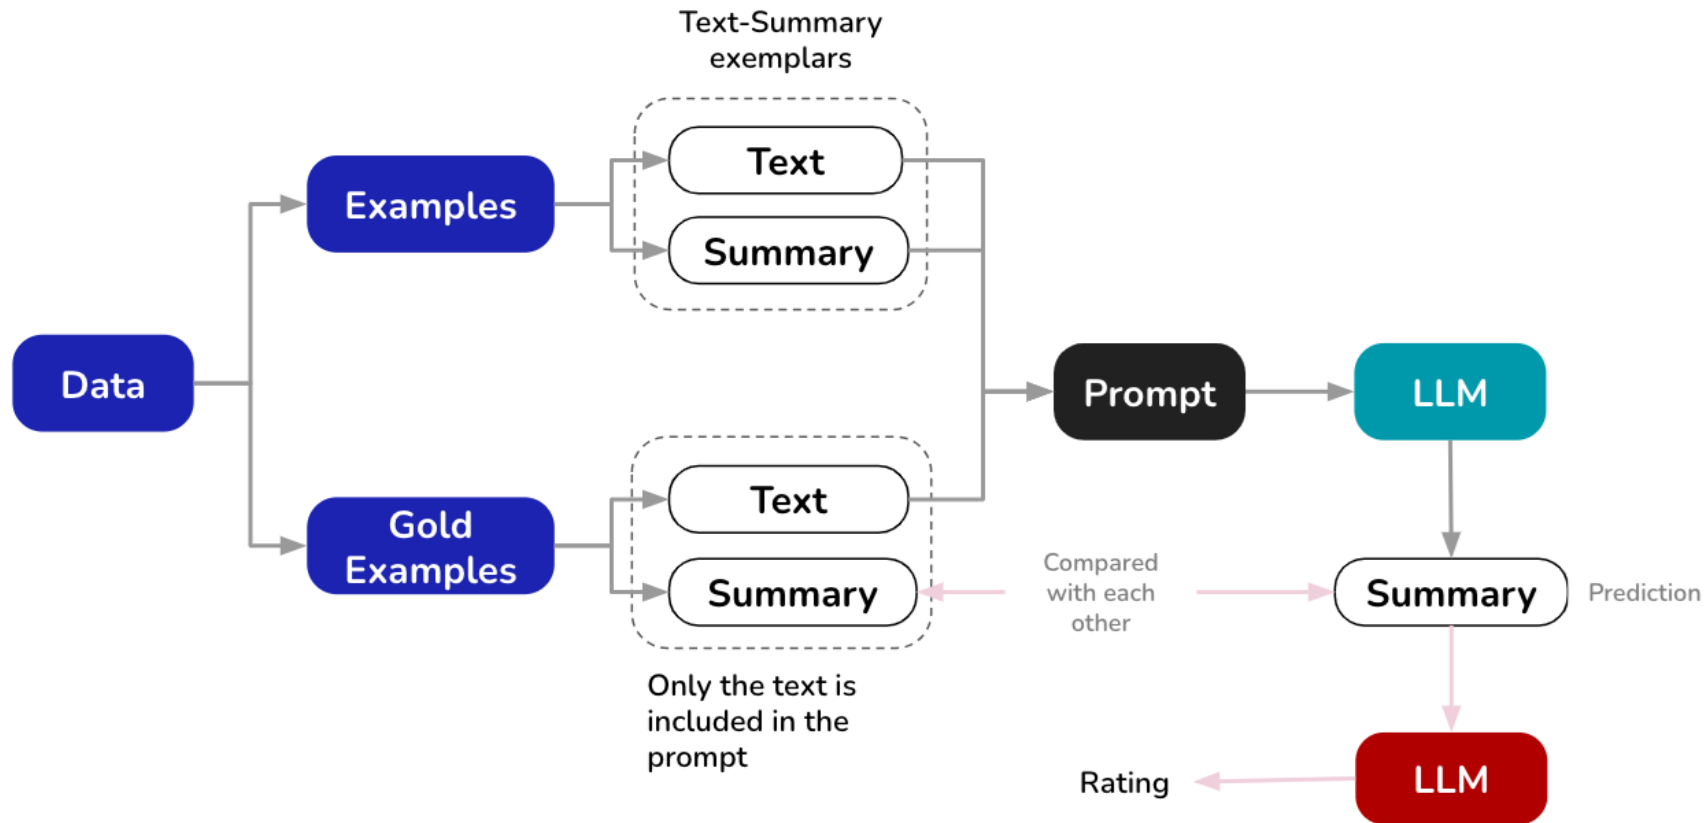 Text-Summary
exemplars
Text
Examples
Summary
Data
Prompt
LLM
Gold
Examples
Text
Summary
Compared
with each
other
Summary
Prediction
Only the text is
included in the
prompt
Rating
LLM